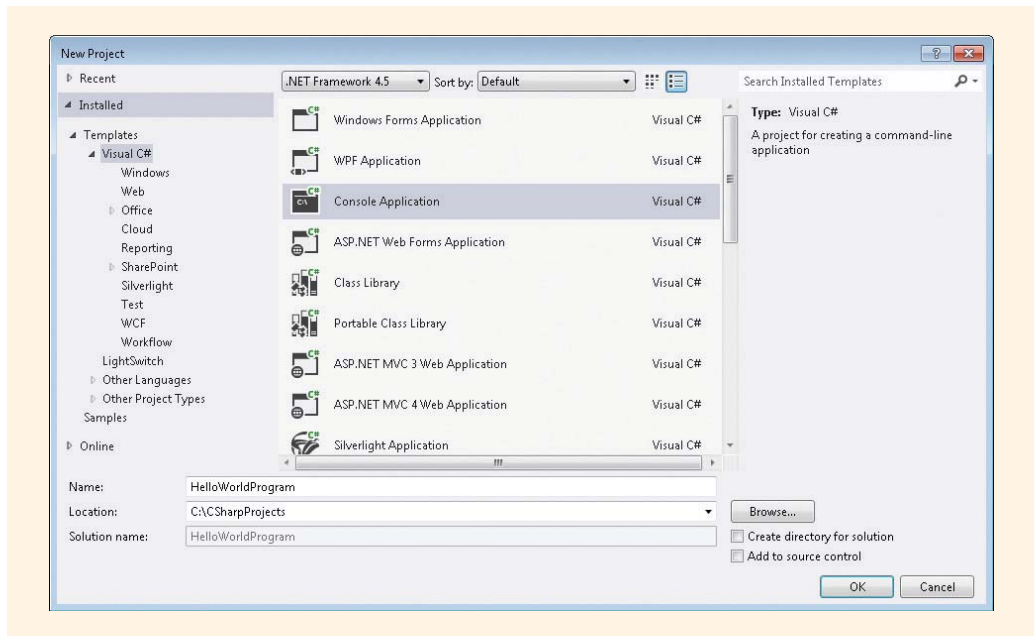 New Project
Recent
Installed
Templates
Visual C#
Windows
Web
Office
Cloud
Reporting
SharePoint
Silverlight
Test
WCF
Workflow
LightSwitch
Other Languages
Other Project Types
Samples
Online
.NET Framework 4.5
Sort by: Default
Windows Forms Application Visual C#
WPF Application Visual C#
Console Application Visual C#
ASP.NET Web Forms Application Visual C#
Class Library Visual C#
Portable Class Library Visual C#
ASP.NET MVC 3 Web Application Visual C#
ASP.NET MVC 4 Web Application Visual C#
Silverlight Application Visual C#
Search Installed Templates
Type: Visual C#
A project for creating a command-line
application
Name: HelloWorldProgram
Location: C:\CSharpProjects
Browse...
Solution name: HelloWorldProgram
Create directory for solution
Add to source control
OK Cancel